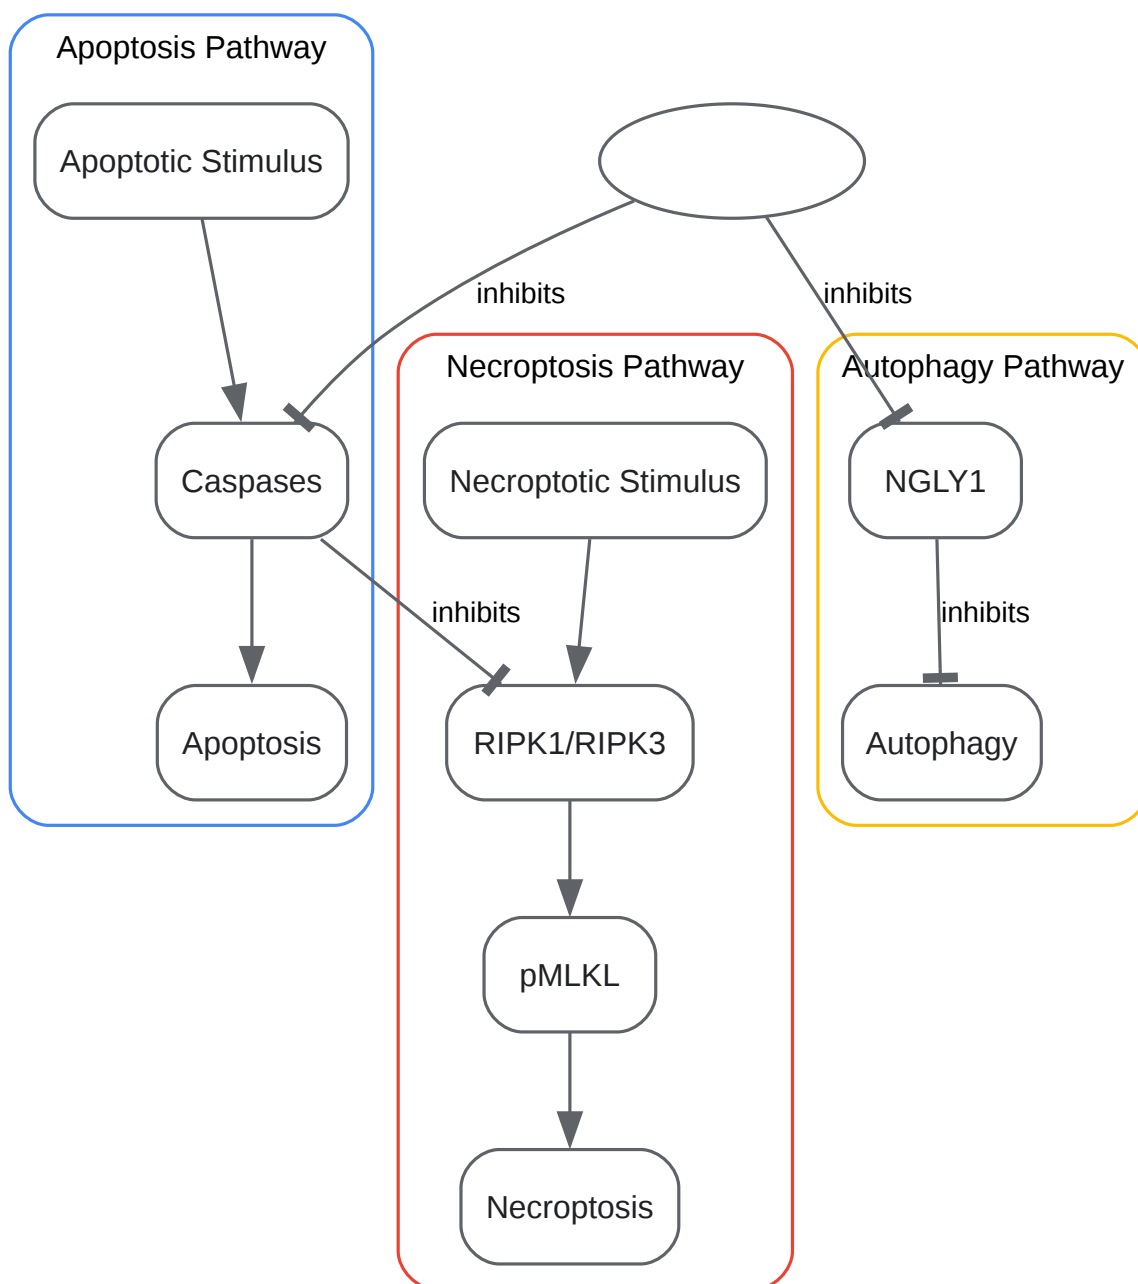 Apoptosis Pathway
Apoptotic Stimulus
inhibits
inhibits
Necroptosis Pathway
Autophagy Pathway
Caspases
Necroptotic Stimulus
NGLY1
inhibits
inhibits
Apoptosis
RIPK1/RIPK3
Autophagy
pMLKL
Necroptosis